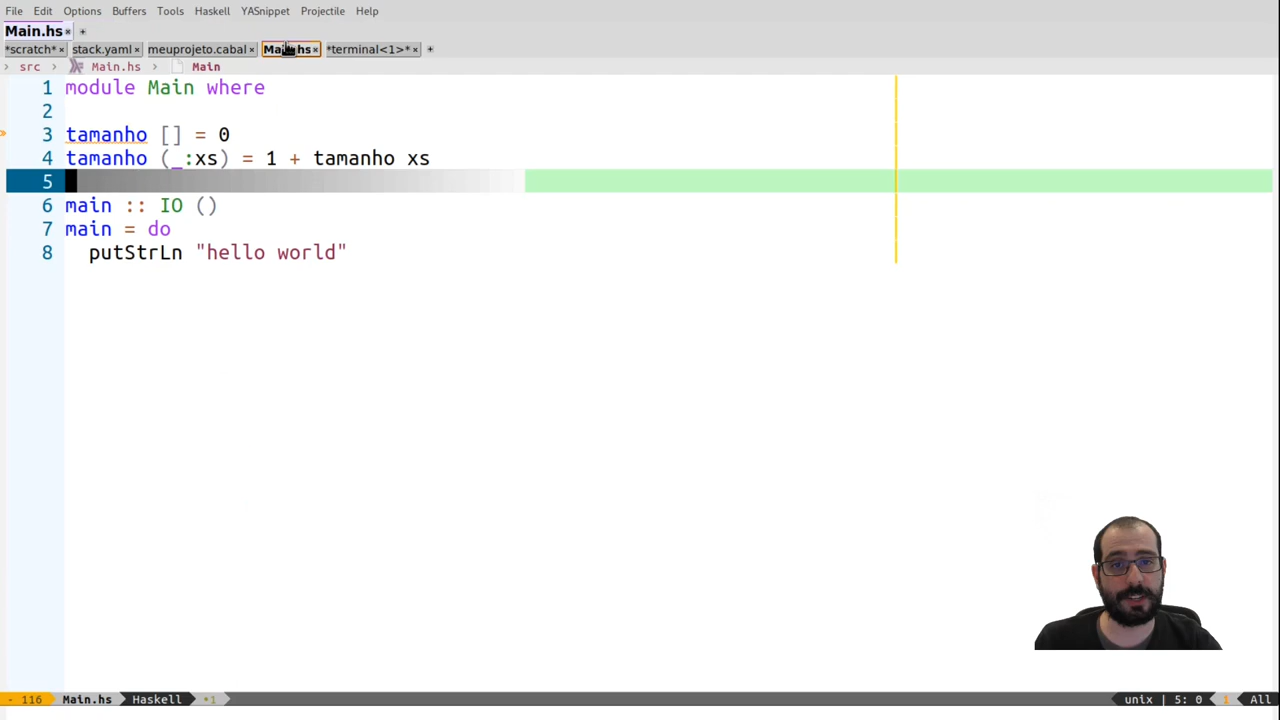 File Edit Options Buffers Tools Haskell YASnippet Projectile Help
Main.hs × +
*scratch* × stack.yaml × meuprojeto.cabal × Main.hs × *terminal<1>* × +
› src › Main.hs › Main
1 module Main where
2
3 tamanho [] = 0
4 tamanho (_:xs) = 1 + tamanho xs
5
6 main :: IO ()
7 main = do
8 putStrLn "hello world"
- 116 Main.hs Haskell •1 unix | 5: 0 1 All